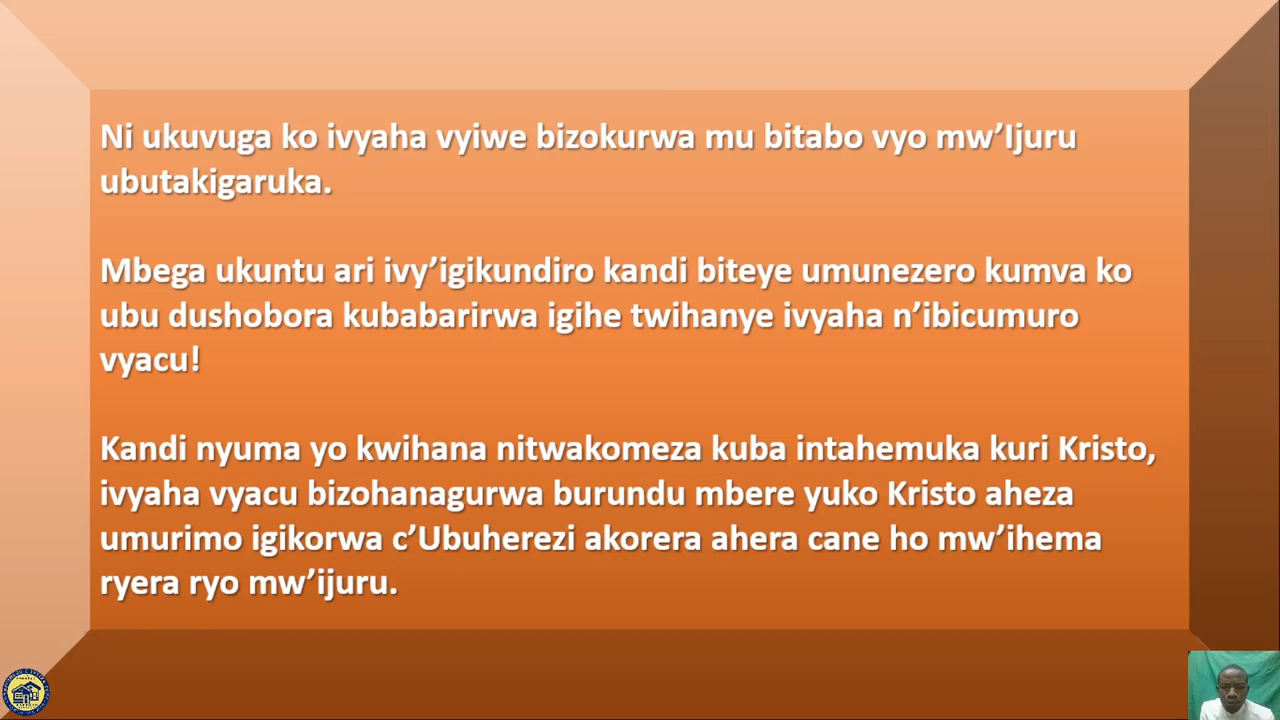 Ni ukuvuga ko ivyaha vyiwe bizokurwa mu bitabo vyo mw’Ijuru
ubutakigaruka.
Mbega ukuntu ari ivy’igikundiro kandi biteye umunezero kumva ko
ubu dushobora kubabarirwa igihe twihanye ivyaha n’ibicumuro
vyacu!
Kandi nyuma yo kwihana nitwakomeza kuba intahemuka kuri Kristo,
ivyaha vyacu bizohanagurwa burundu mbere yuko Kristo aheza
umurimo igikorwa c’Ubuherezi akorera ahera cane ho mw’ihema
ryera ryo mw’ijuru.